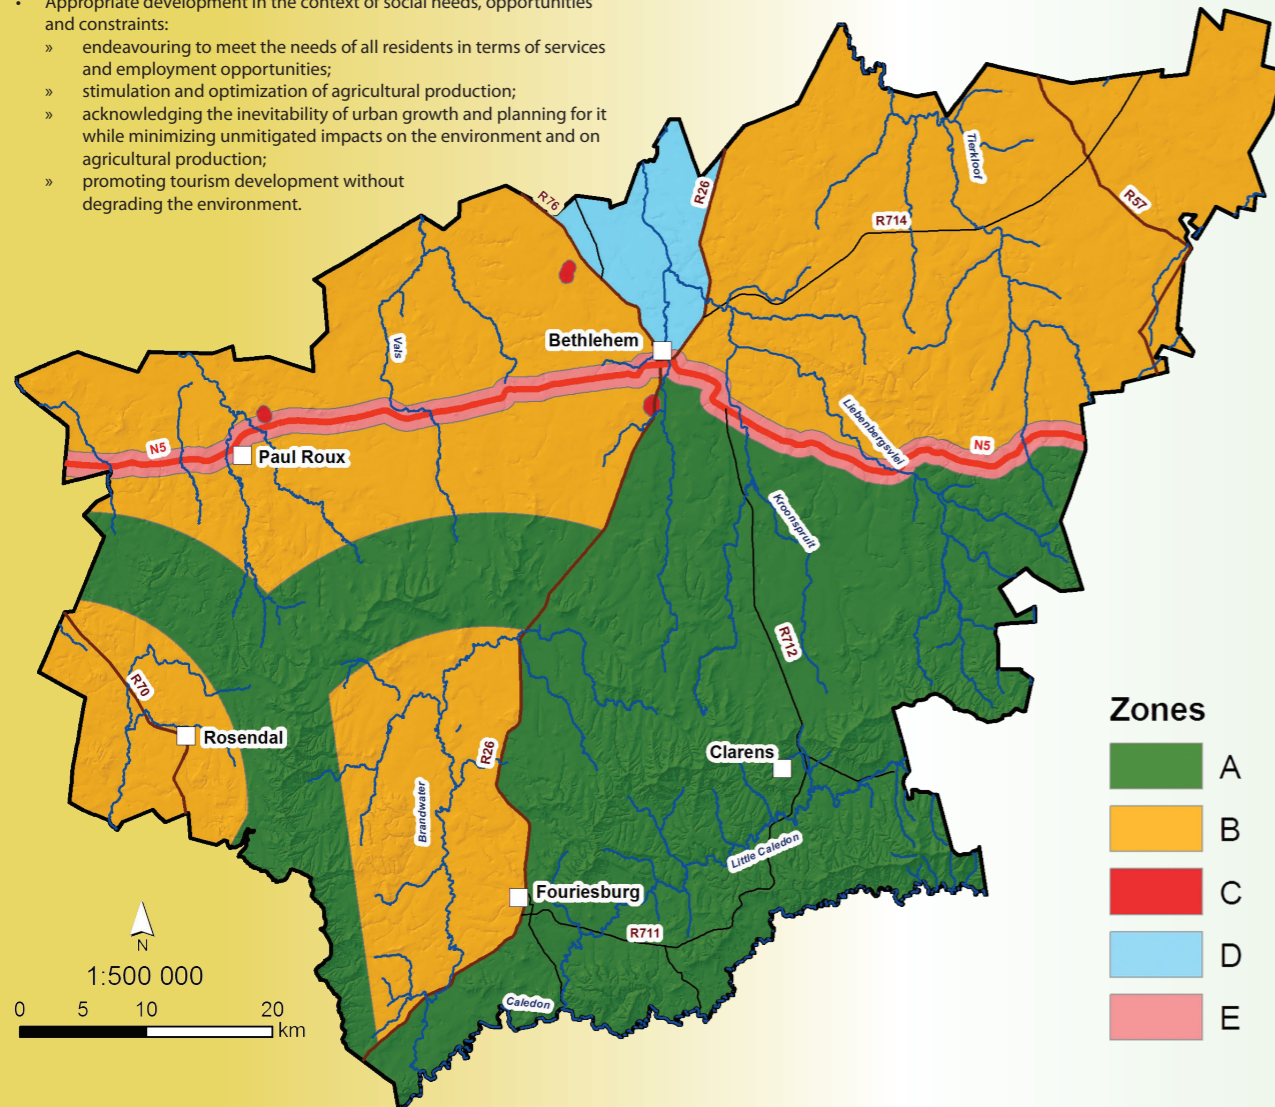 • Appropriate development in the context of social needs, opportunities
and constraints:
» endeavouring to meet the needs of all residents in terms of services
and employment opportunities;
» stimulation and optimization of agricultural production;
» acknowledging the inevitability of urban growth and planning for it
while minimizing unmitigated impacts on the environment and on
agricultural production;
» promoting tourism development without
degrading the environment.
R76
R26
Tierkloof
R57
R714
Vals
Bethlehem
Liebenbergsvlei
N5
Paul Roux
N5
Kroonspruit
R712
R70
Rosendal
R26
Clarens
Brandwater
Little Caledon
Fouriesburg
R711
Caledon
N
1:500 000
0 5 10 20
km
Zones
A
B
C
D
E